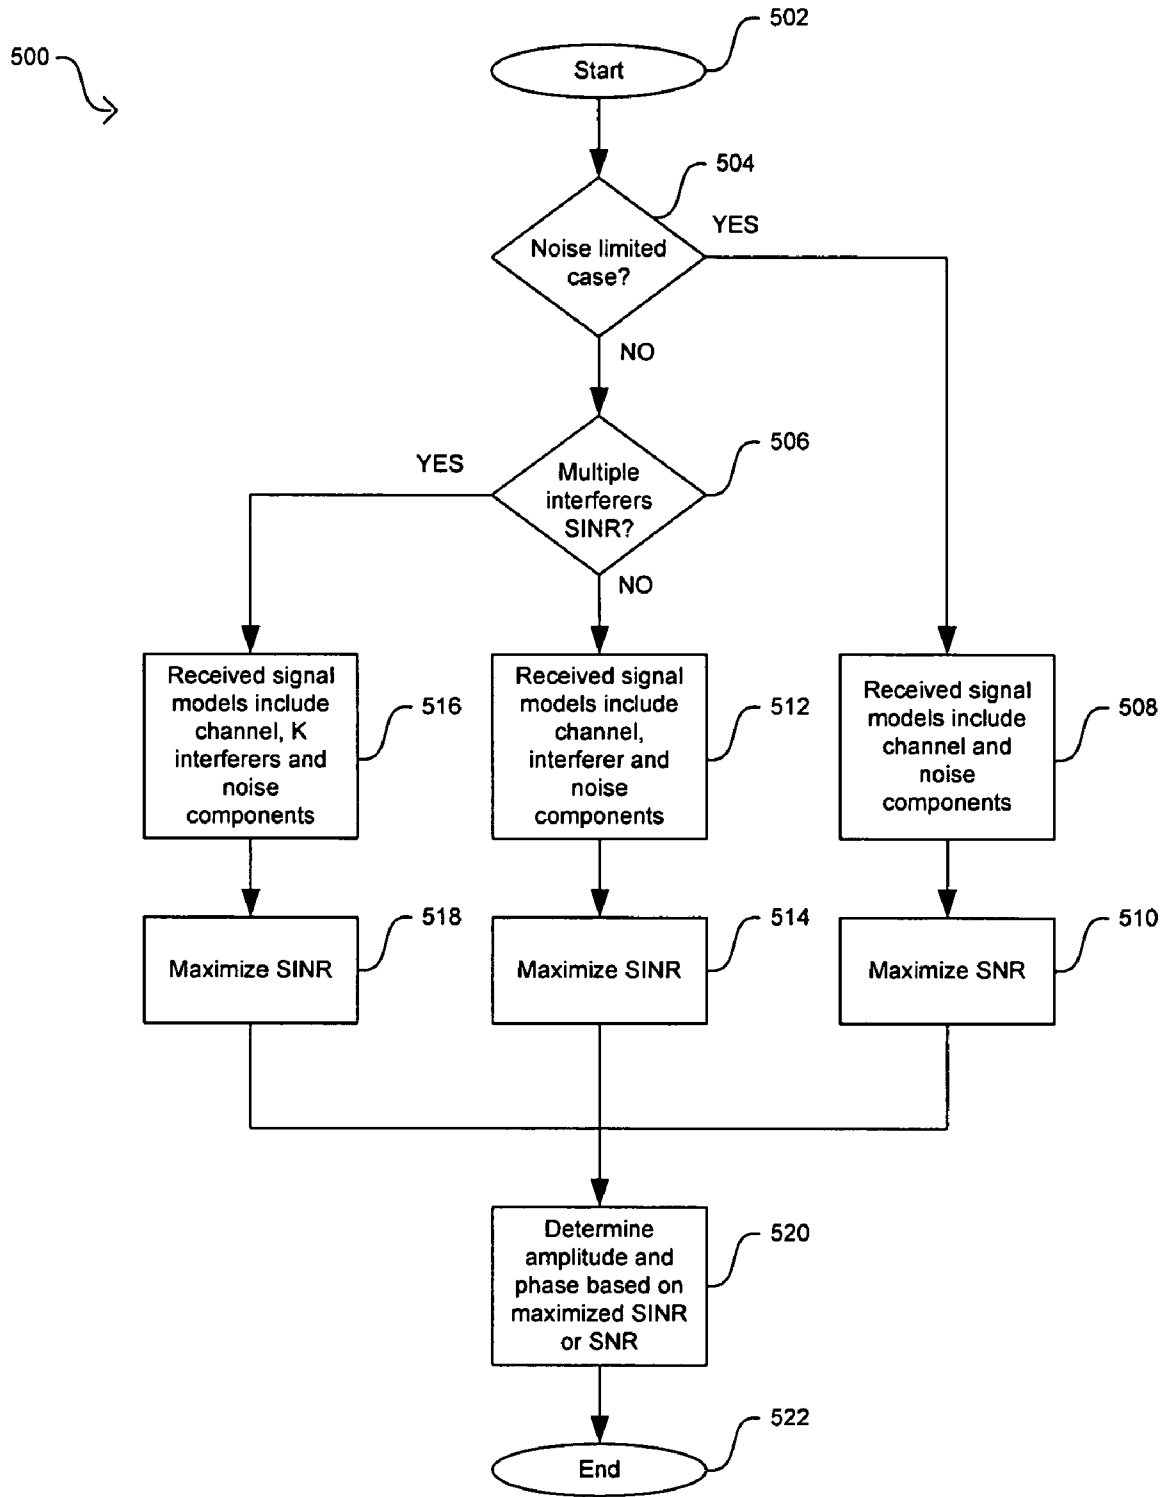 502
500
Start
504
YES
Noise limited
case?
NO
506
YES
Multiple
interferers
SINR?
NO
Received signal
models include
channel, K
interferers and
noise
components
516
Received signal
models include
channel,
interferer and
noise
components
512
Received signal
models include
channel and
noise
components
508
518
514
510
Maximize SINR
Maximize SINR
Maximize SNR
Determine
amplitude and
phase based on
maximized SINR
or SNR
520
522
End